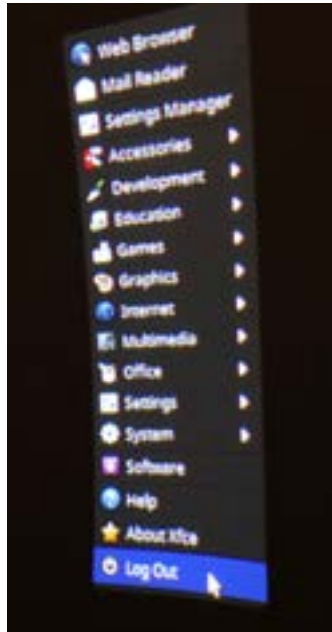 Web Browser
Mail Reader
Settings Manager
Accessories
Development
Education
Games
Graphics
Internet
Multimedia
Office
Settings
System
Software
Help
About Xfce
Log Out